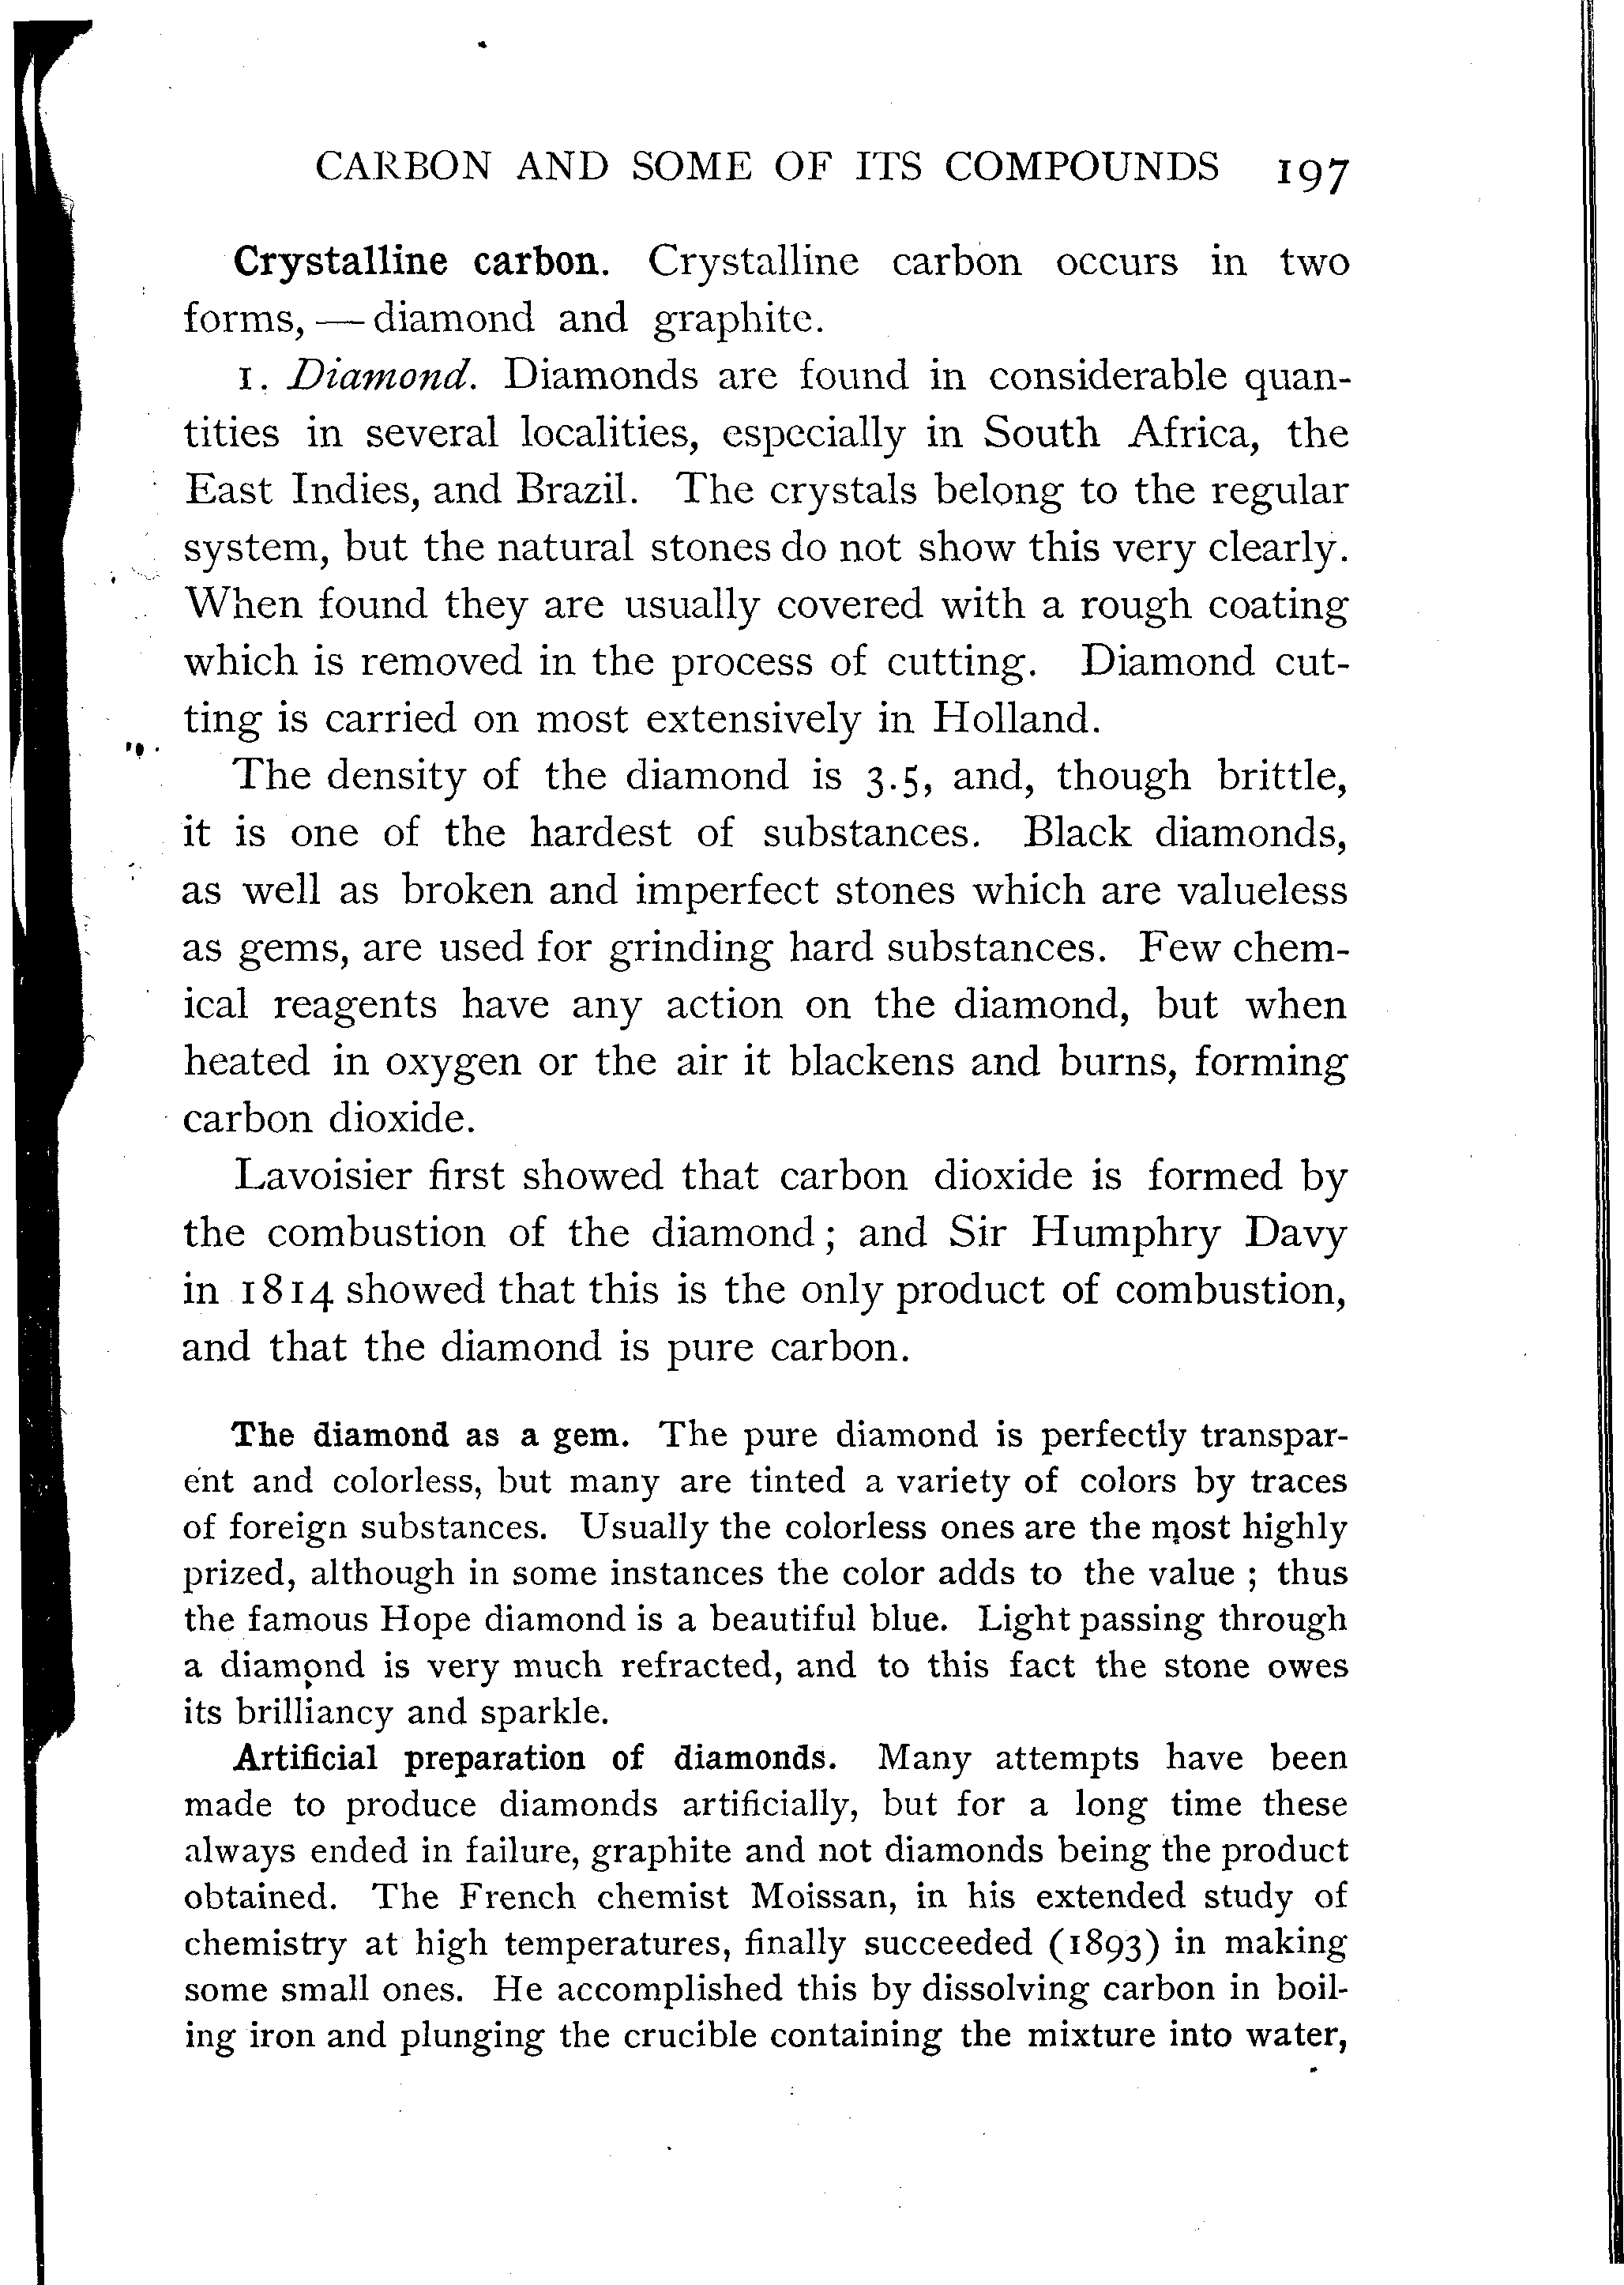 CARBON AND SOME OF ITS COMPOUNDS 197
Crystalline carbon. Crystalline carbon occurs in two
forms, — diamond and graphite.
1. Diamond. Diamonds are found in considerable quan-
tities in several localities, especially in South Africa, the
East Indies, and Brazil. The crystals belong to the regular
system, but the natural stones do not show this very clearly.
When found they are usually covered with a rough coating
which is removed in the process of cutting. Diamond cut-
ting is carried on most extensively in Holland.
The density of the diamond is 3.5, and, though brittle,
it is one of the hardest of substances. Black diamonds,
as well as broken and imperfect stones which are valueless
as gems, are used for grinding hard substances. Few chem-
ical reagents have any action on the diamond, but when
heated in oxygen or the air it blackens and burns, forming
carbon dioxide.
Lavoisier first showed that carbon dioxide is formed by
the combustion of the diamond; and Sir Humphry Davy
in 1814 showed that this is the only product of combustion,
and that the diamond is pure carbon.
The diamond as a gem. The pure diamond is perfectly transpar-
ent and colorless, but many are tinted a variety of colors by traces
of foreign substances. Usually the colorless ones are the most highly
prized, although in some instances the color adds to the value; thus
the famous Hope diamond is a beautiful blue. Light passing through
a diamond is very much refracted, and to this fact the stone owes
its brilliancy and sparkle.
Artificial preparation of diamonds. Many attempts have been
made to produce diamonds artificially, but for a long time these
always ended in failure, graphite and not diamonds being the product
obtained. The French chemist Moissan, in his extended study of
chemistry at high temperatures, finally succeeded (1893) in making
some small ones. He accomplished this by dissolving carbon in boil-
ing iron and plunging the crucible containing the mixture into water,